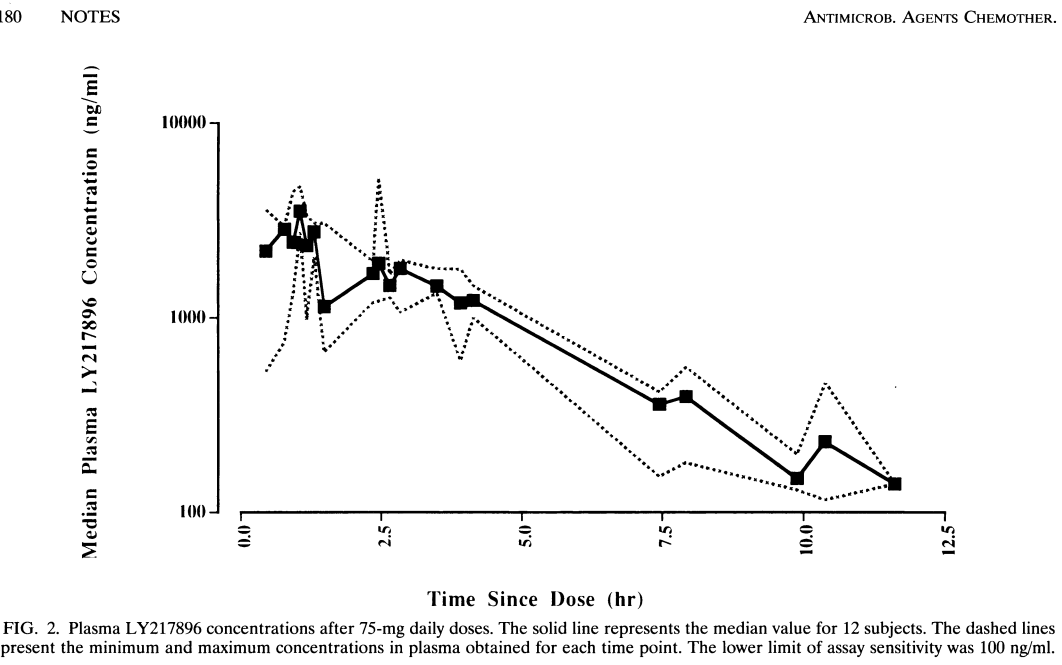 180 NOTES ANTIMICROB. AGENTS CHEMOTHER.
Median Plasma LY217896 Concentration (ng/ml)
10000
1000
100
0.0 2.5 5.0 7.5 10.0 12.5
Time Since Dose (hr)
FIG. 2. Plasma LY217896 concentrations after 75-mg daily doses. The solid line represents the median value for 12 subjects. The dashed lines
present the minimum and maximum concentrations in plasma obtained for each time point. The lower limit of assay sensitivity was 100 ng/ml.